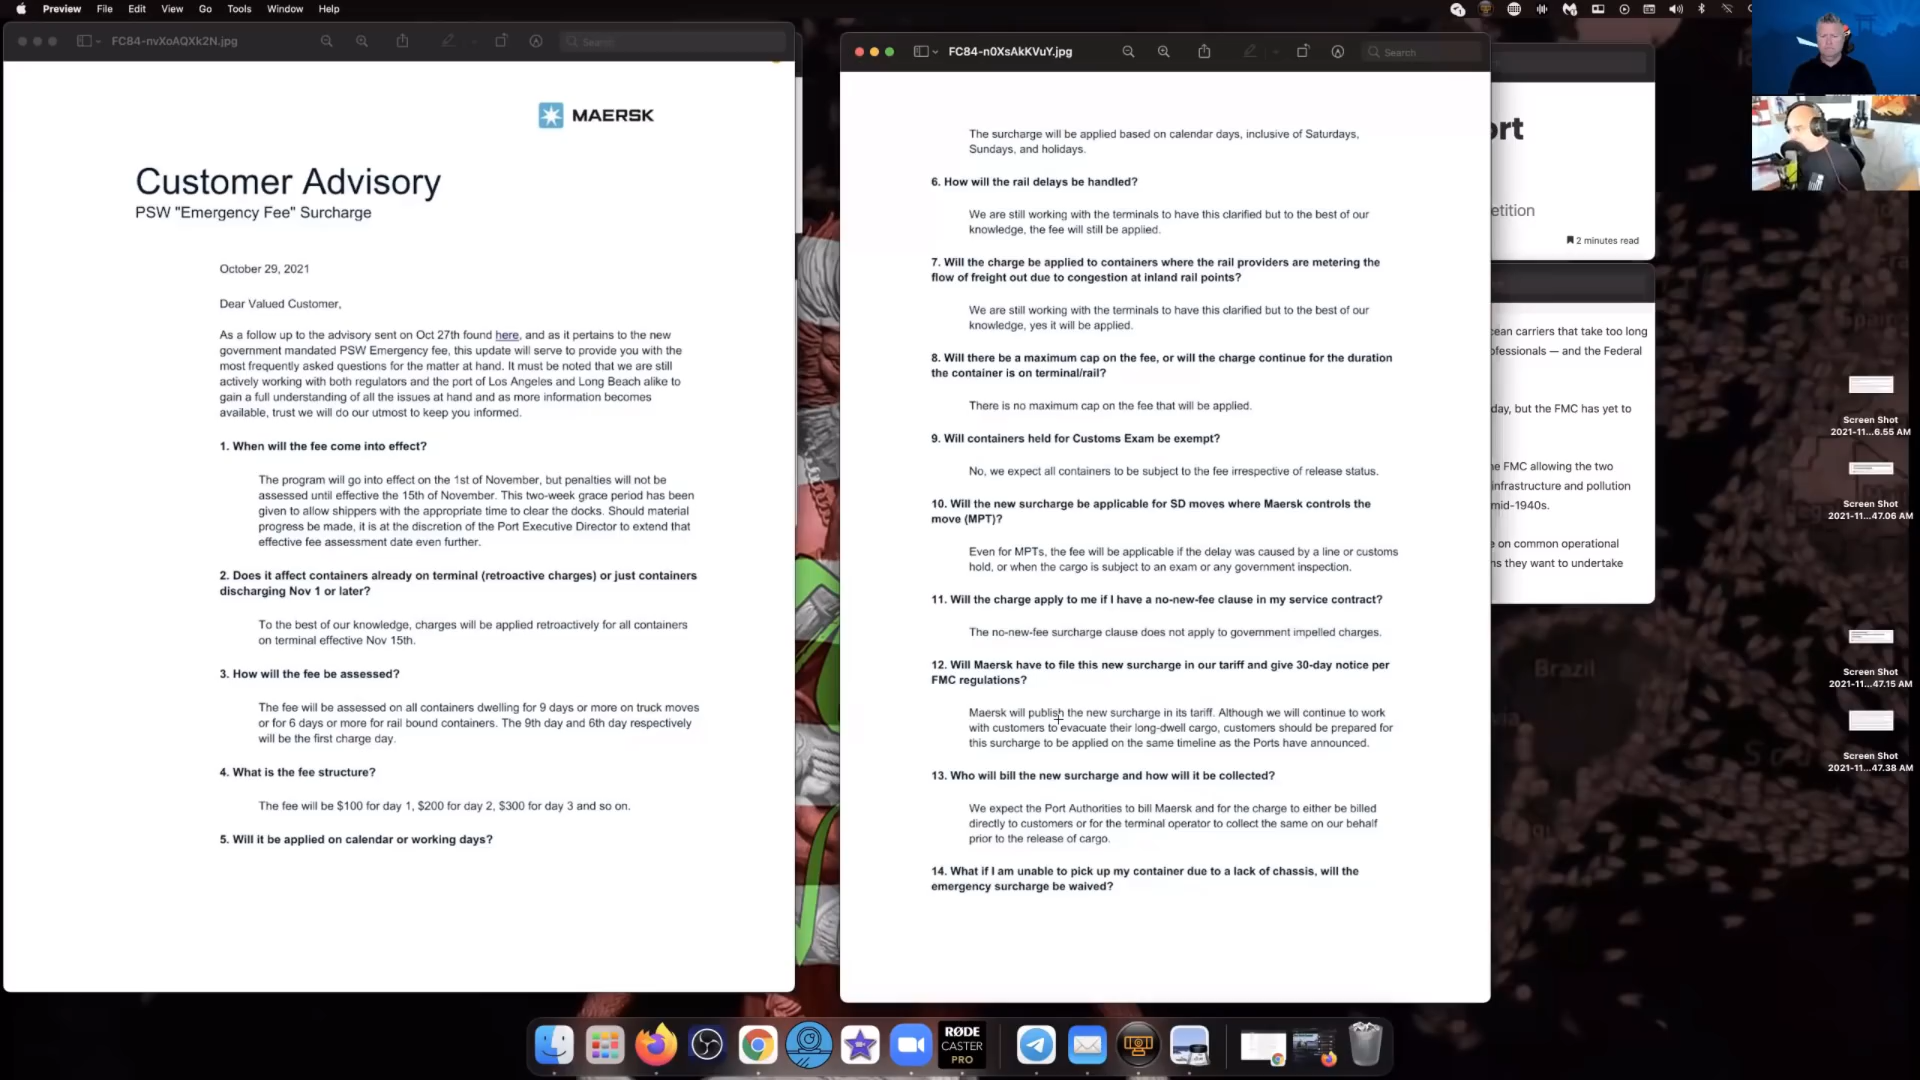 Preview File Edit View Go Tools Window Help
FC84-nvXoAQXk2N.jpg
Search
MAERSK
Customer Advisory
PSW "Emergency Fee" Surcharge
October 29, 2021
Dear Valued Customer,
As a follow up to the advisory sent on Oct 27th found here, and as it pertains to the new
government mandated PSW Emergency fee, this update will serve to provide you with the
most frequently asked questions for the matter at hand. It must be noted that we are still
actively working with both regulators and the port of Los Angeles and Long Beach alike to
gain a full understanding of all the issues at hand and as more information becomes
available, trust we will do our utmost to keep you informed.
1. When will the fee come into effect?
The program will go into effect on the 1st of November, but penalties will not be
assessed until effective the 15th of November. This two-week grace period has been
given to allow shippers with the appropriate time to clear the docks. Should material
progress be made, it is at the discretion of the Port Executive Director to extend that
effective fee assessment date even further.
2. Does it affect containers already on terminal (retroactive charges) or just containers
discharging Nov 1 or later?
To the best of our knowledge, charges will be applied retroactively for all containers
on terminal effective Nov 15th.
3. How will the fee be assessed?
The fee will be assessed on all containers dwelling for 9 days or more on truck moves
or for 6 days or more for rail bound containers. The 9th day and 6th day respectively
will be the first charge day.
4. What is the fee structure?
The fee will be $100 for day 1, $200 for day 2, $300 for day 3 and so on.
5. Will it be applied on calendar or working days?
FC84-n0XsAkKVuY.jpg
Search
The surcharge will be applied based on calendar days, inclusive of Saturdays,
Sundays, and holidays.
6. How will the rail delays be handled?
We are still working with the terminals to have this clarified but to the best of our
knowledge, the fee will still be applied.
7. Will the charge be applied to containers where the rail providers are metering the
flow of freight out due to congestion at inland rail points?
We are still working with the terminals to have this clarified but to the best of our
knowledge, yes it will be applied.
8. Will there be a maximum cap on the fee, or will the charge continue for the duration
the container is on terminal/rail?
There is no maximum cap on the fee that will be applied.
9. Will containers held for Customs Exam be exempt?
No, we expect all containers to be subject to the fee irrespective of release status.
10. Will the new surcharge be applicable for SD moves where Maersk controls the
move (MPT)?
Even for MPTs, the fee will be applicable if the delay was caused by a line or customs
hold, or when the cargo is subject to an exam or any government inspection.
11. Will the charge apply to me if I have a no-new-fee clause in my service contract?
The no-new-fee surcharge clause does not apply to government impelled charges.
12. Will Maersk have to file this new surcharge in our tariff and give 30-day notice per
FMC regulations?
Maersk will publish the new surcharge in its tariff. Although we will continue to work
with customers to evacuate their long-dwell cargo, customers should be prepared for
this surcharge to be applied on the same timeline as the Ports have announced.
13. Who will bill the new surcharge and how will it be collected?
We expect the Port Authorities to bill Maersk and for the charge to either be billed
directly to customers or for the terminal operator to collect the same on our behalf
prior to the release of cargo.
14. What if I am unable to pick up my container due to a lack of chassis, will the
emergency surcharge be waived?
ort
etition
2 minutes read
cean carriers that take too long
ofessionals — and the Federal
day, but the FMC has yet to
e FMC allowing the two
infrastructure and pollution
mid-1940s.
e on common operational
ns they want to undertake
Spain
Brazil
Screen Shot
2021-11...6.55 AM
Screen Shot
2021-11...47.06 AM
Screen Shot
2021-11...47.15 AM
Screen Shot
2021-11...47.38 AM
RØDE
CASTER
PRO